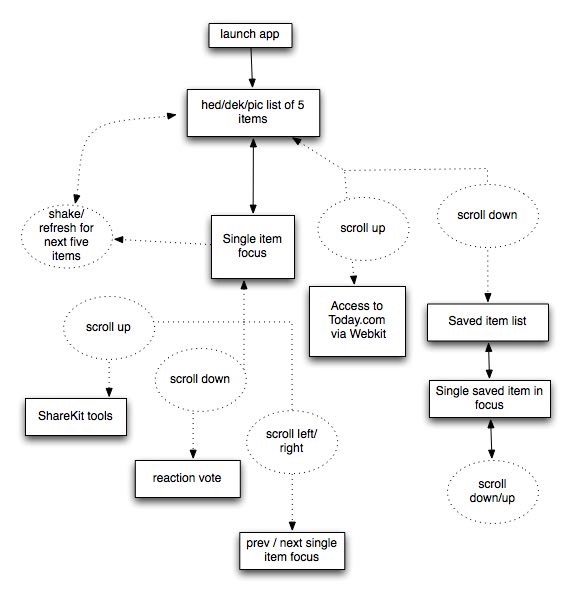 launch app
hed/dek/pic list of 5
items
shake/
refresh for
next five
items
Single item
focus
scroll up
scroll down
Access to
Today.com
via Webkit
Saved item list
scroll up
scroll down
Single saved item in
focus
ShareKit tools
scroll left/
right
reaction vote
scroll
down/up
prev / next single
item focus